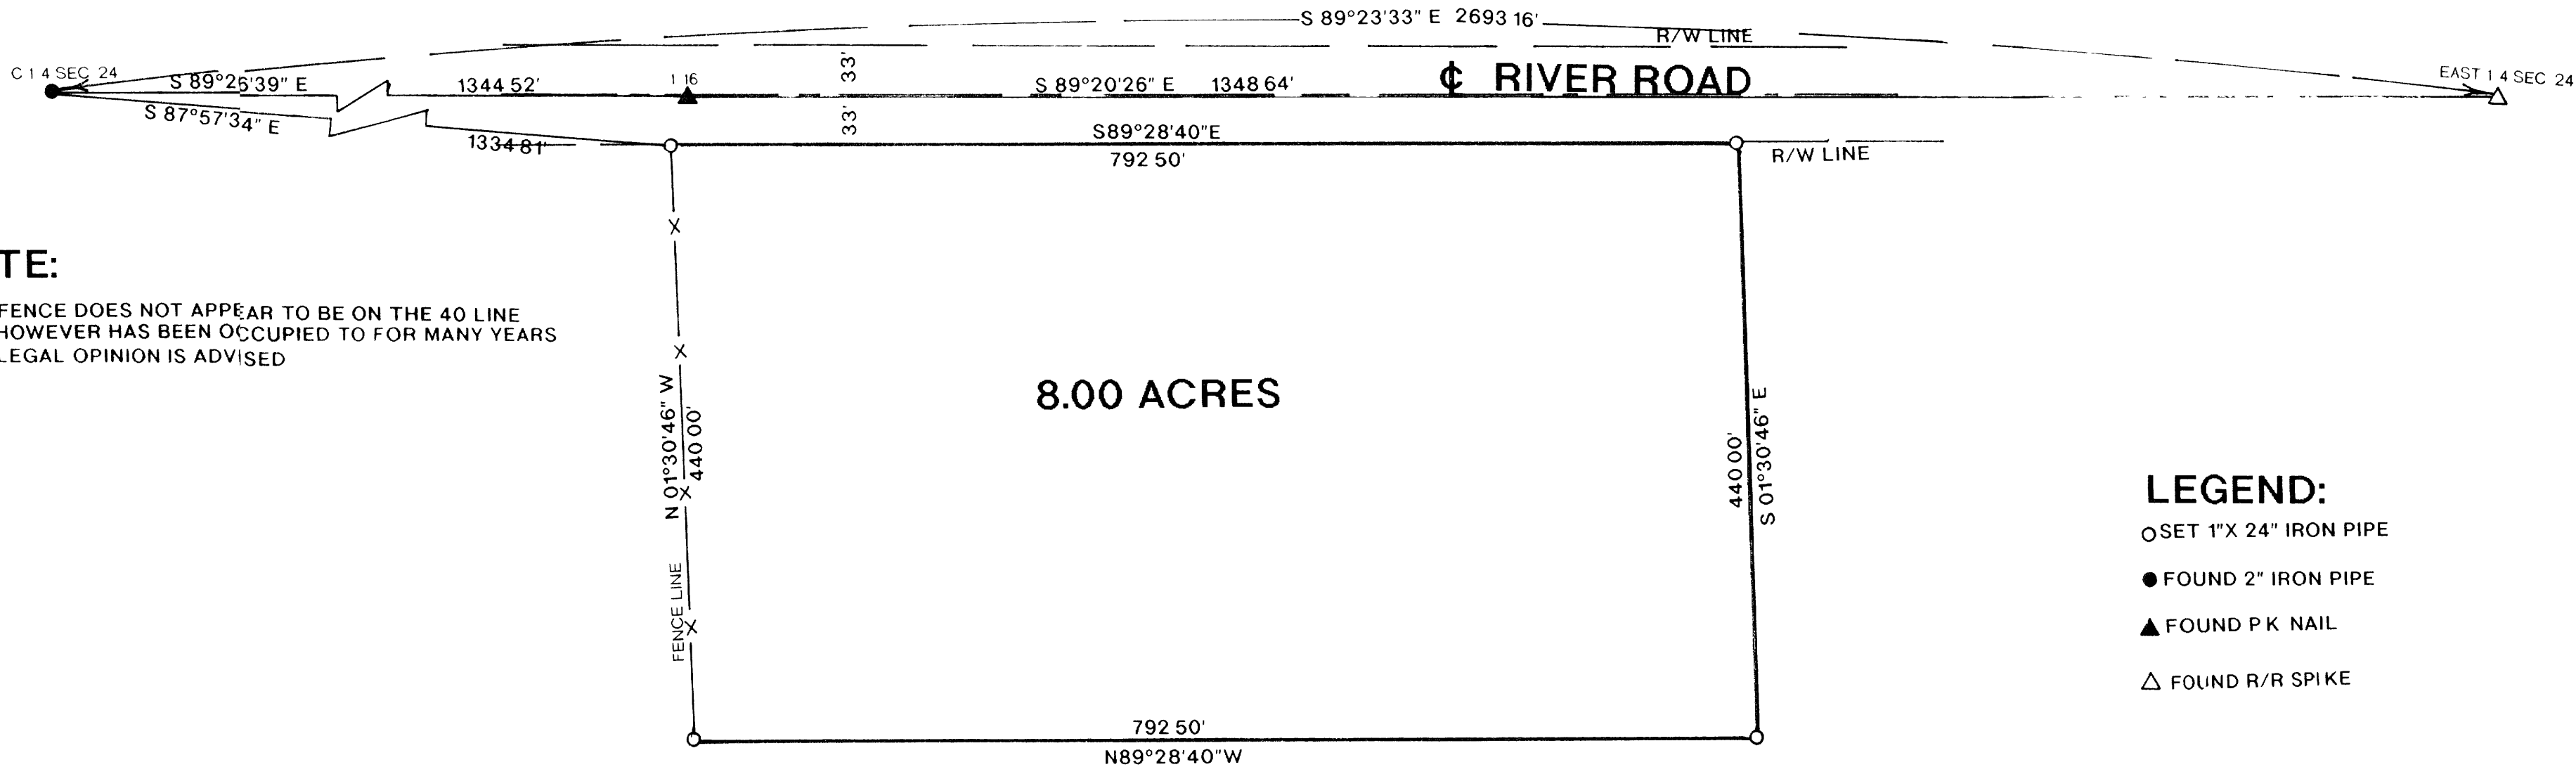 S 89°23'33" E 2693 16'
R/W LINE
C 1 4 SEC 24
S 89°26'39" E
1344 52'
1 16
33'
S 89°20'26" E 1348 64'
℄ RIVER ROAD
EAST 1 4 SEC 24
S 87°57'34" E
1334 81'
33'
S89°28'40"E
792 50'
R/W LINE
TE:
FENCE DOES NOT APPEAR TO BE ON THE 40 LINE
HOWEVER HAS BEEN OCCUPIED TO FOR MANY YEARS
LEGAL OPINION IS ADVISED
N 01°30'46" W
440 00'
FENCE LINE
8.00 ACRES
440 00'
S 01°30'46" E
792 50'
N89°28'40"W
LEGEND:
SET 1"X 24" IRON PIPE
FOUND 2" IRON PIPE
FOUND P K NAIL
FOUND R/R SPIKE